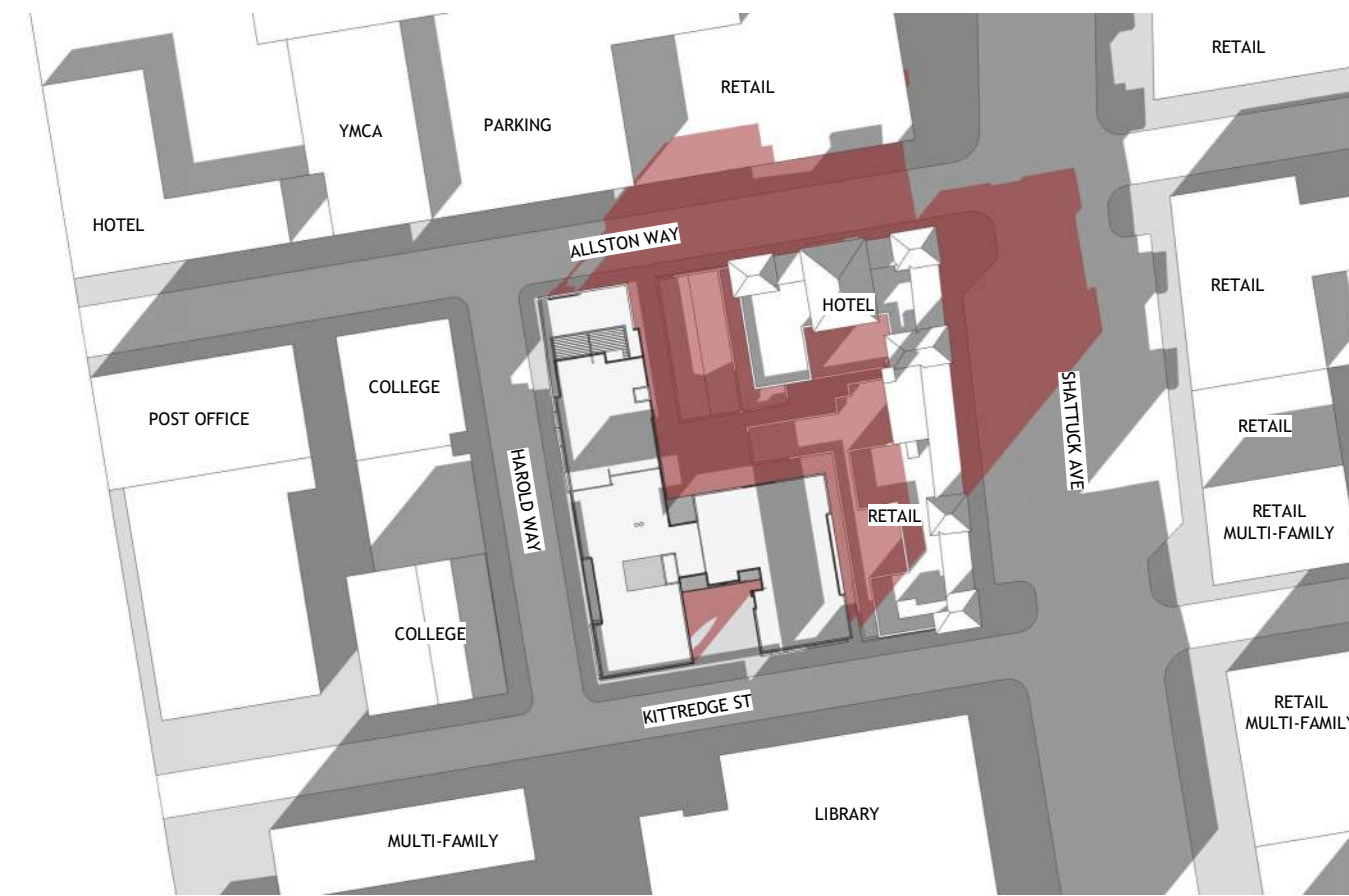 RETAIL
RETAIL
YMCA
PARKING
HOTEL
ALLSTON WAY
HOTEL
RETAIL
COLLEGE
SHATTUCK AVE
POST OFFICE
RETAIL
HAROLD WAY
RETAIL
RETAIL
MULTI-FAMILY
COLLEGE
KITTREDGE ST
RETAIL
MULTI-FAMILY
LIBRARY
MULTI-FAMILY